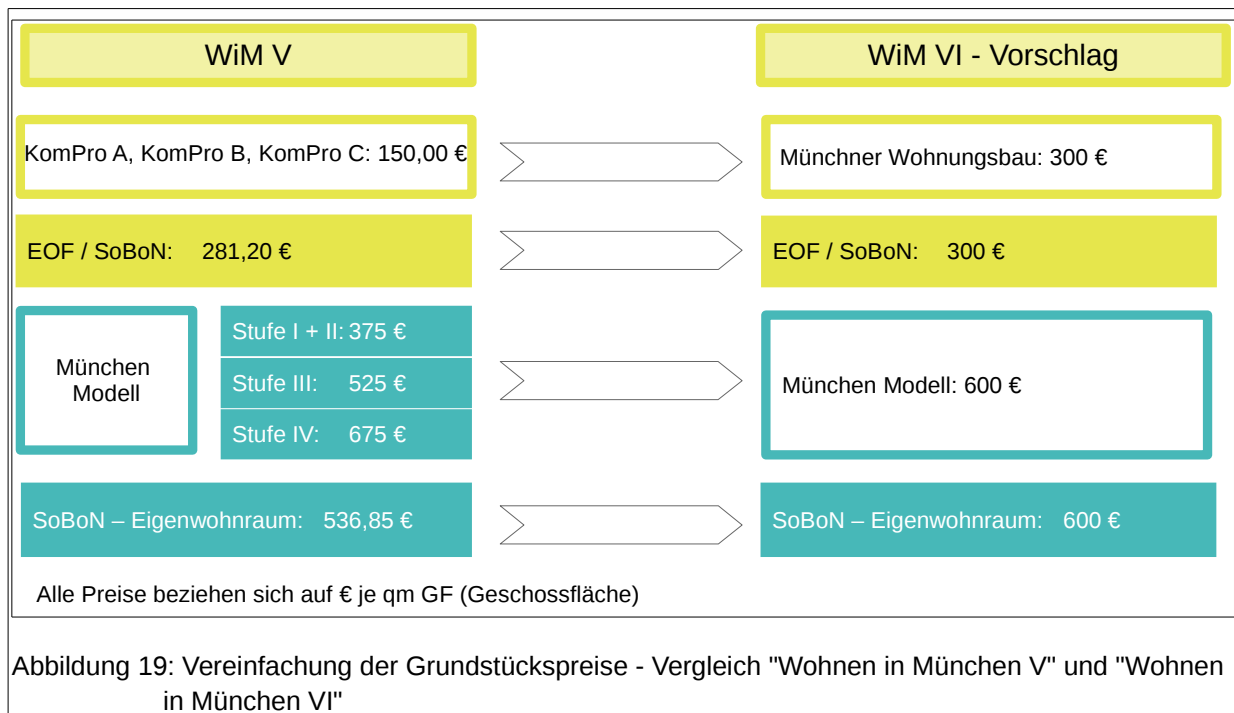 WiM V
WiM VI - Vorschlag
KomPro A, KomPro B, KomPro C: 150,00 €
Münchner Wohnungsbau: 300 €
EOF / SoBoN: 281,20 €
EOF / SoBoN: 300 €
München
Modell
Stufe I + II: 375 €
Stufe III: 525 €
Stufe IV: 675 €
München Modell: 600 €
SoBoN – Eigenwohnraum: 536,85 €
SoBoN – Eigenwohnraum: 600 €
Alle Preise beziehen sich auf € je qm GF (Geschossfläche)
Abbildung 19: Vereinfachung der Grundstückspreise - Vergleich "Wohnen in München V" und "Wohnen
in München VI"